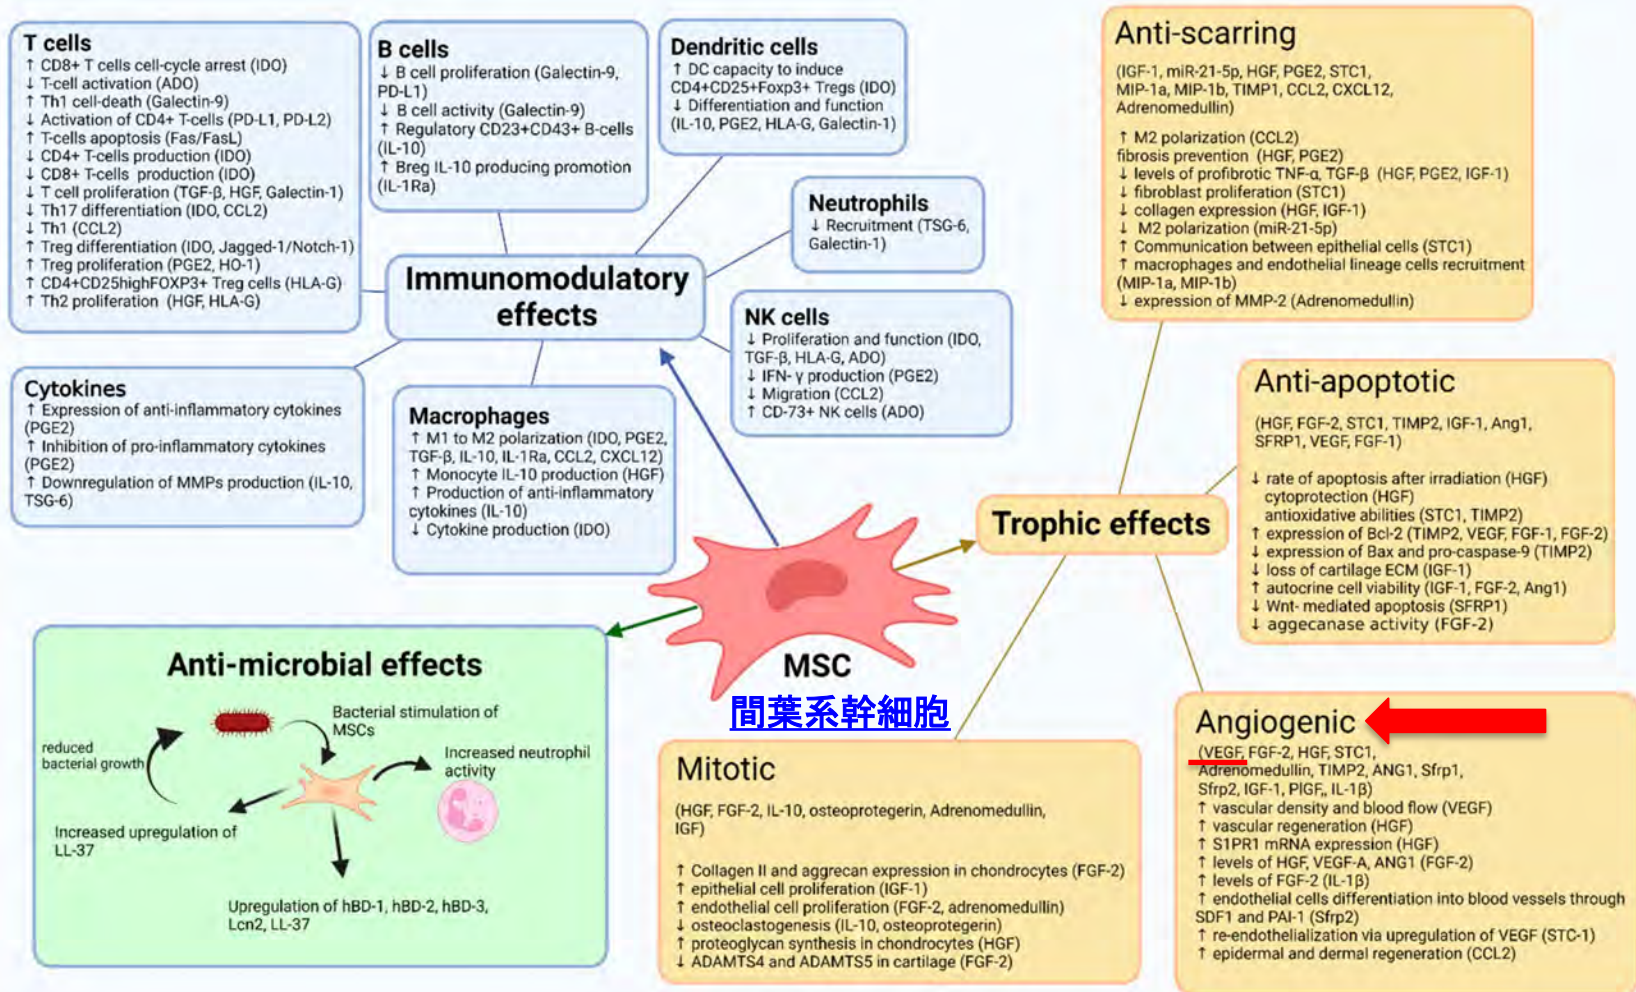 T cells
↑ CD8+ T cells cell-cycle arrest (IDO)
↓ T-cell activation (ADO)
↑ Th1 cell-death (Galectin-9)
↓ Activation of CD4+ T-cells (PD-L1, PD-L2)
↑ T-cells apoptosis (Fas/FasL)
↓ CD4+ T-cells production (IDO)
↓ CD8+ T-cells  production (IDO)
↓ T cell proliferation (TGF-β, HGF, Galectin-1)
↓ Th17 differentiation (IDO, CCL2)
↓ Th1 (CCL2)
↑ Treg differentiation (IDO, Jagged-1/Notch-1)
↑ Treg proliferation (PGE2, HO-1)
↑ CD4+CD25highFOXP3+ Treg cells (HLA-G)
↑ Th2 proliferation  (HGF, HLA-G)
B cells
↓ B cell proliferation (Galectin-9,
PD-L1)
↓ B cell activity (Galectin-9)
↑ Regulatory CD23+CD43+ B-cells
(IL-10)
↑ Breg IL-10 producing promotion
(IL-1Ra)
Dendritic cells
↑ DC capacity to induce
CD4+CD25+Foxp3+ Tregs (IDO)
↓ Differentiation and function
(IL-10, PGE2, HLA-G, Galectin-1)
Neutrophils
↓ Recruitment (TSG-6,
Galectin-1)
Immunomodulatory
effects
NK cells
↓ Proliferation and function (IDO,
TGF-β, HLA-G, ADO)
↓ IFN- γ production (PGE2)
↓ Migration (CCL2)
↑ CD-73+ NK cells (ADO)
Cytokines
↑ Expression of anti-inflammatory cytokines
(PGE2)
↑ Inhibition of pro-inflammatory cytokines
(PGE2)
↑ Downregulation of MMPs production (IL-10,
TSG-6)
Macrophages
↑ M1 to M2 polarization (IDO, PGE2,
TGF-β, IL-10, IL-1Ra, CCL2, CXCL12)
↑ Monocyte IL-10 production (HGF)
↑ Production of anti-inflammatory
cytokines (IL-10)
↓ Cytokine production (IDO)
Anti-scarring
(IGF-1, miR-21-5p, HGF, PGE2, STC1,
MIP-1a, MIP-1b, TIMP1, CCL2, CXCL12,
Adrenomedullin)
↑ M2 polarization (CCL2)
fibrosis prevention  (HGF, PGE2)
↓ levels of profibrotic TNF-α, TGF-β  (HGF, PGE2, IGF-1)
↓ fibroblast proliferation (STC1)
↓ collagen expression (HGF, IGF-1)
↓  M2 polarization (miR-21-5p)
↑ Communication between epithelial cells (STC1)
↑ macrophages and endothelial lineage cells recruitment
(MIP-1a, MIP-1b)
↓ expression of MMP-2 (Adrenomedullin)
Anti-apoptotic
(HGF, FGF-2, STC1, TIMP2, IGF-1, Ang1,
SFRP1, VEGF, FGF-1)
↓ rate of apoptosis after irradiation (HGF)
cytoprotection (HGF)
antioxidative abilities (STC1, TIMP2)
↑ expression of Bcl-2 (TIMP2, VEGF, FGF-1, FGF-2)
↓ expression of Bax and pro-caspase-9 (TIMP2)
↓ loss of cartilage ECM (IGF-1)
↑ autocrine cell viability (IGF-1, FGF-2, Ang1)
↓ Wnt- mediated apoptosis (SFRP1)
↓ aggecanase activity (FGF-2)
Trophic effects
MSC
間葉系幹細胞
Anti-microbial effects
Bacterial stimulation of
MSCs
reduced
bacterial growth
Increased neutrophil
activity
Increased upregulation of
LL-37
Upregulation of hBD-1, hBD-2, hBD-3,
Lcn2, LL-37
Mitotic
(HGF, FGF-2, IL-10, osteoprotegerin, Adrenomedullin,
IGF)
↑ Collagen II and aggrecan expression in chondrocytes (FGF-2)
↑ epithelial cell proliferation (IGF-1)
↑ endothelial cell proliferation (FGF-2, adrenomedullin)
↓ osteoclastogenesis (IL-10, osteoprotegerin)
↑ proteoglycan synthesis in chondrocytes (HGF)
↓ ADAMTS4 and ADAMTS5 in cartilage (FGF-2)
Angiogenic
(VEGF, FGF-2, HGF, STC1,
Adrenomedullin, TIMP2, ANG1, Sfrp1,
Sfrp2, IGF-1, PlGF,, IL-1β)
↑ vascular density and blood flow (VEGF)
↑ vascular regeneration (HGF)
↑ S1PR1 mRNA expression (HGF)
↑ levels of HGF, VEGF-A, ANG1 (FGF-2)
↑ levels of FGF-2 (IL-1β)
↑ endothelial cells differentiation into blood vessels through
SDF1 and PAI-1 (Sfrp2)
↑ re-endothelialization via upregulation of VEGF (STC-1)
↑ epidermal and dermal regeneration (CCL2)